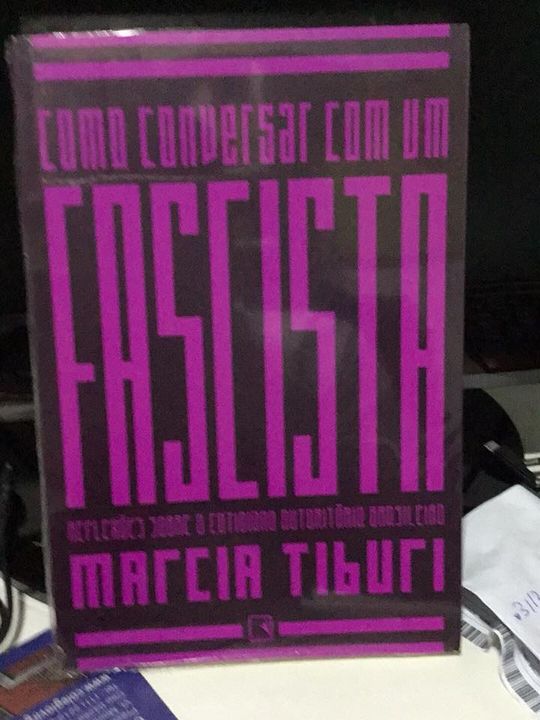 COMO CONVERSAR COM UM
FASCISTA
REFLEXÕES SOBRE O COTIDIANO AUTORITÁRIO BRASILEIRO
MARCIA TIBURI
R